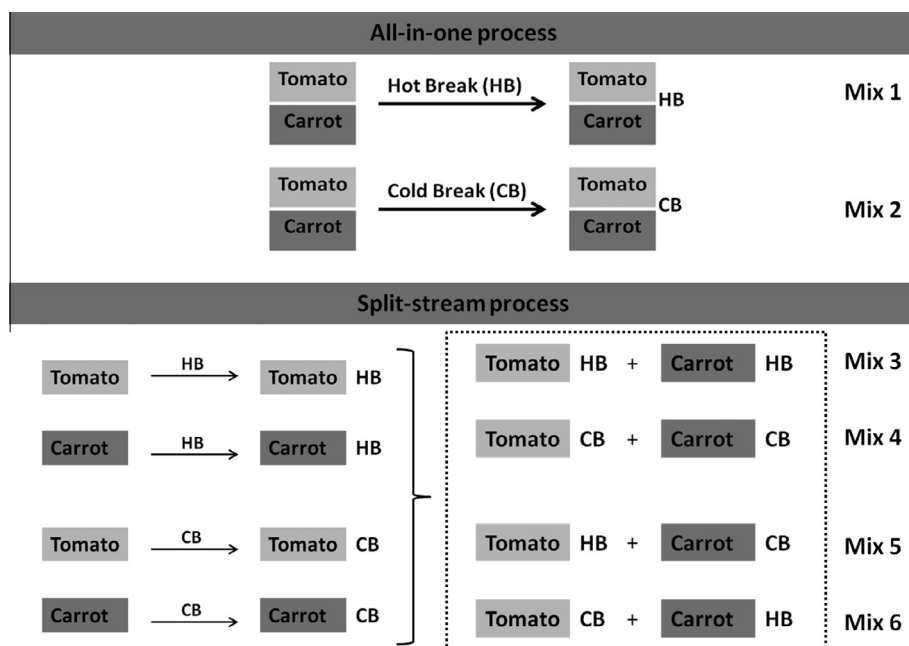 All-in-one process
Tomato Hot Break (HB) Tomato
Carrot Carrot HB Mix 1
Tomato Cold Break (CB) Tomato
Carrot Carrot CB Mix 2
Split-stream process
Tomato HB Tomato HB
Carrot HB Carrot HB
Tomato CB Tomato CB
Carrot CB Carrot CB
Tomato HB + Carrot HB Mix 3
Tomato CB + Carrot CB Mix 4
Tomato HB + Carrot CB Mix 5
Tomato CB + Carrot HB Mix 6